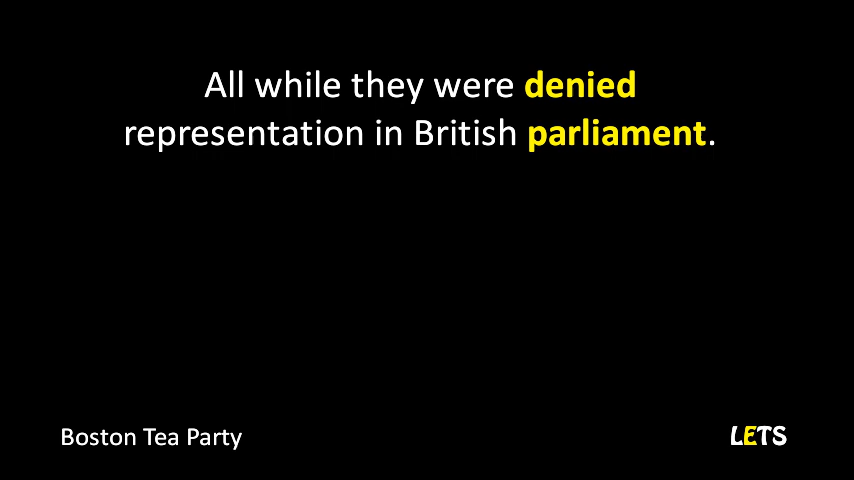 All while they were denied
representation in British parliament.
Boston Tea Party
LETS